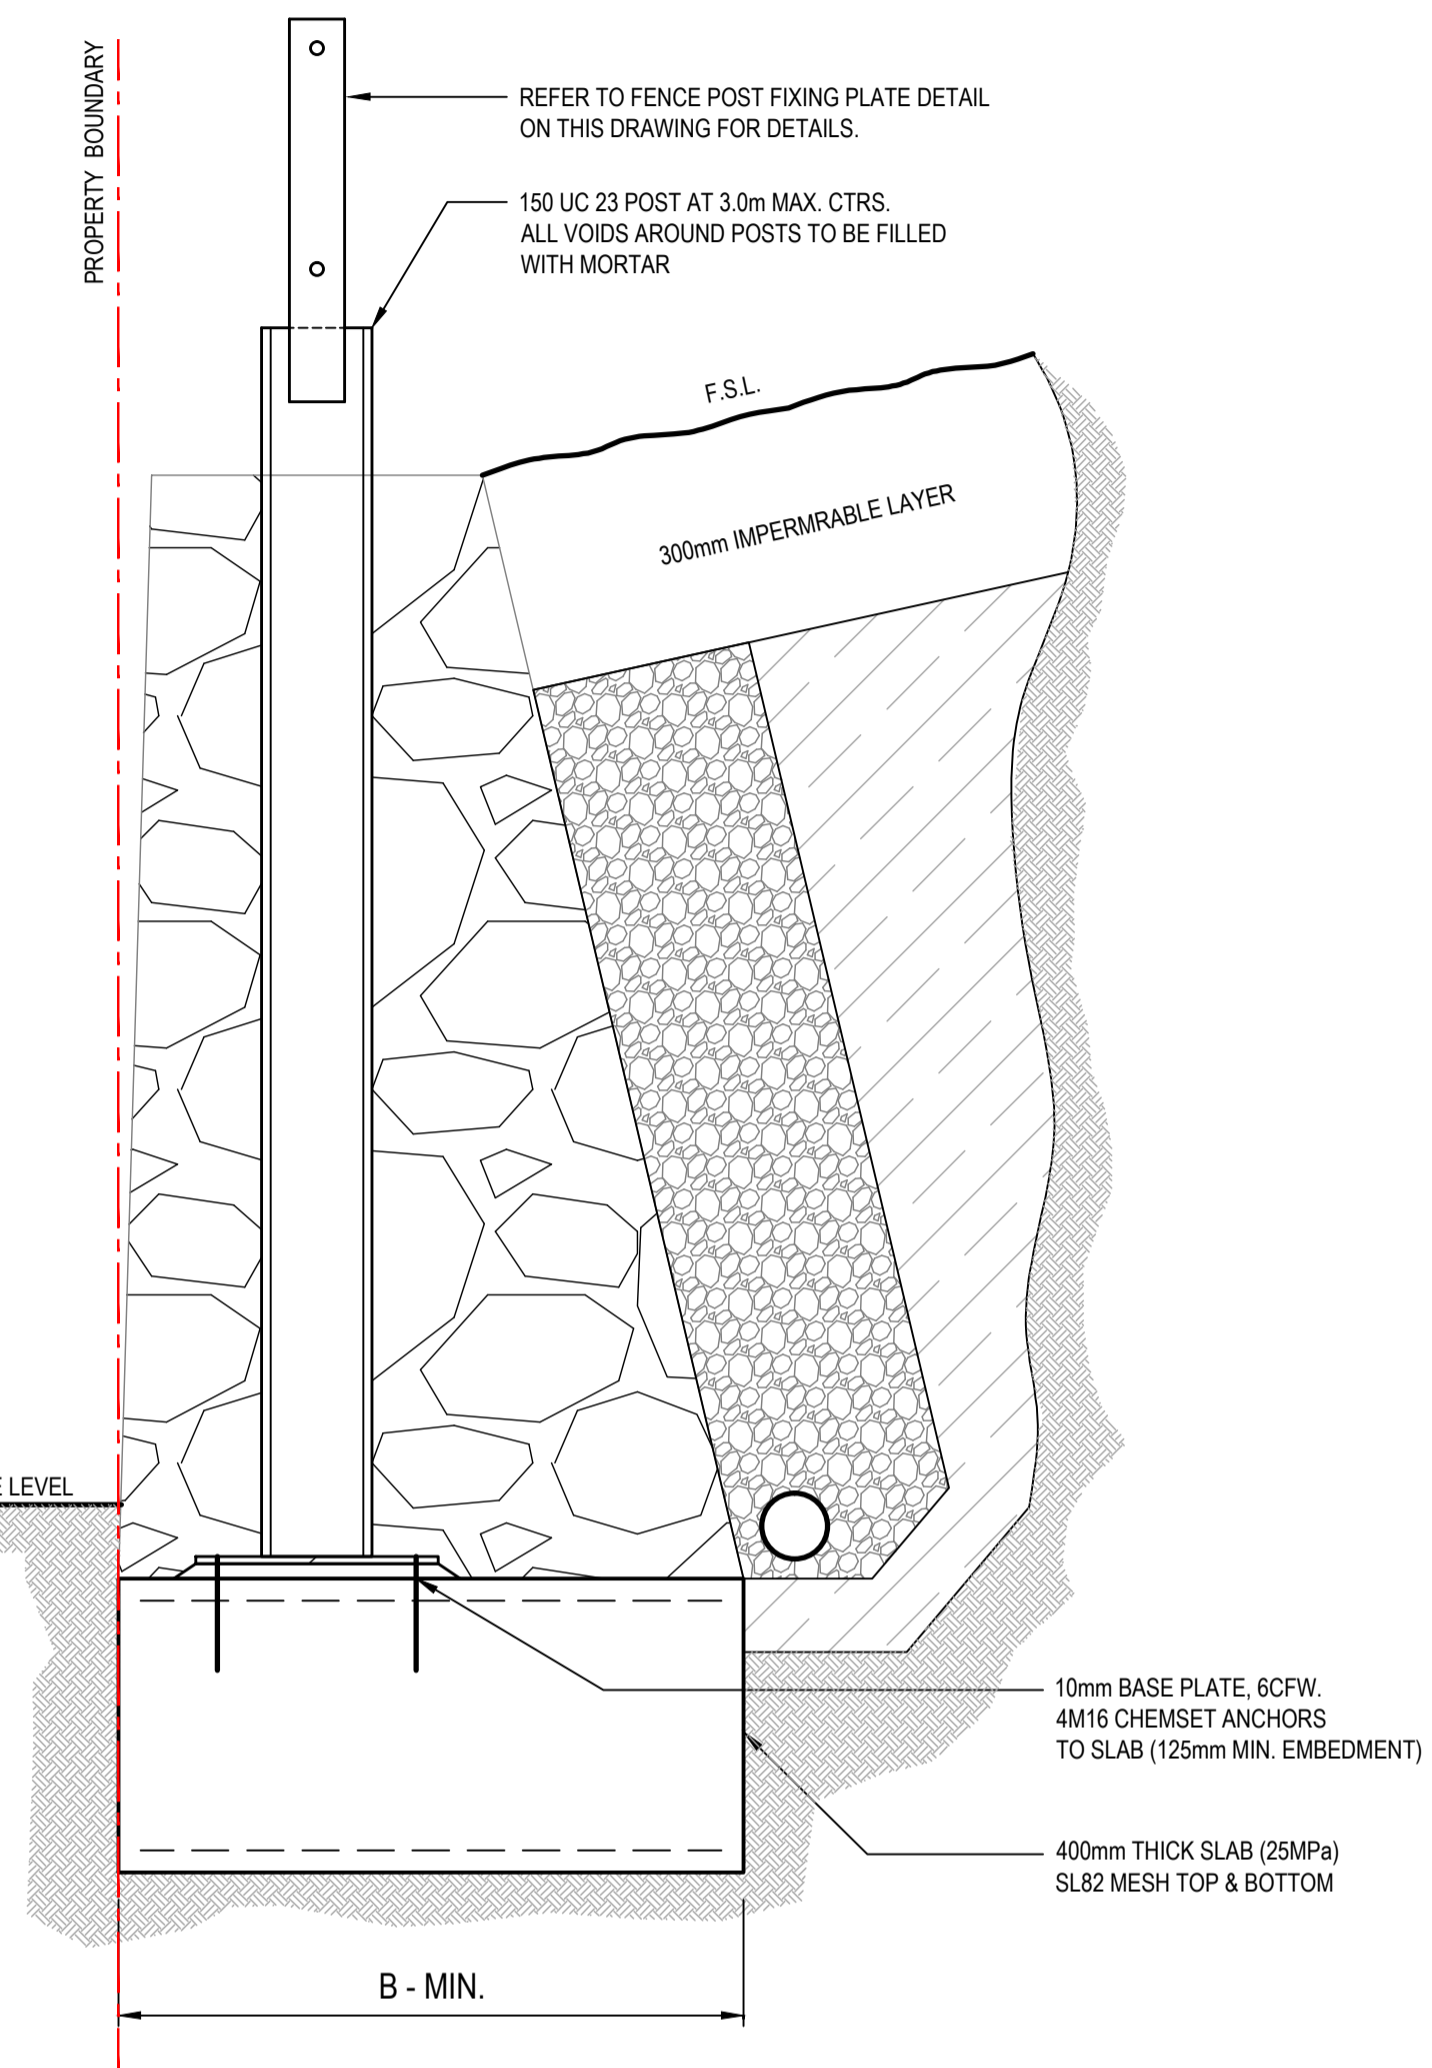 PROPERTY BOUNDARY
REFER TO FENCE POST FIXING PLATE DETAIL
ON THIS DRAWING FOR DETAILS.
150 UC 23 POST AT 3.0m MAX. CTRS.
ALL VOIDS AROUND POSTS TO BE FILLED
WITH MORTAR
F.S.L.
300mm IMPERMRABLE LAYER
E LEVEL
10mm BASE PLATE, 6CFW.
4M16 CHEMSET ANCHORS
TO SLAB (125mm MIN. EMBEDMENT)
400mm THICK SLAB (25MPa)
SL82 MESH TOP & BOTTOM
B - MIN.